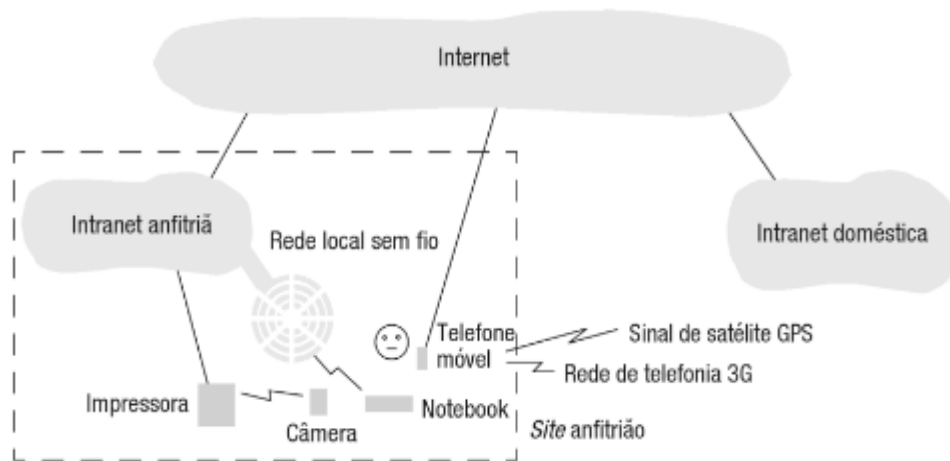 Internet
Intranet anfitriã
Rede local sem fio
Intranet doméstica
Telefone
móvel
Sinal de satélite GPS
Rede de telefonia 3G
Impressora
Câmera
Notebook
Site anfitrião